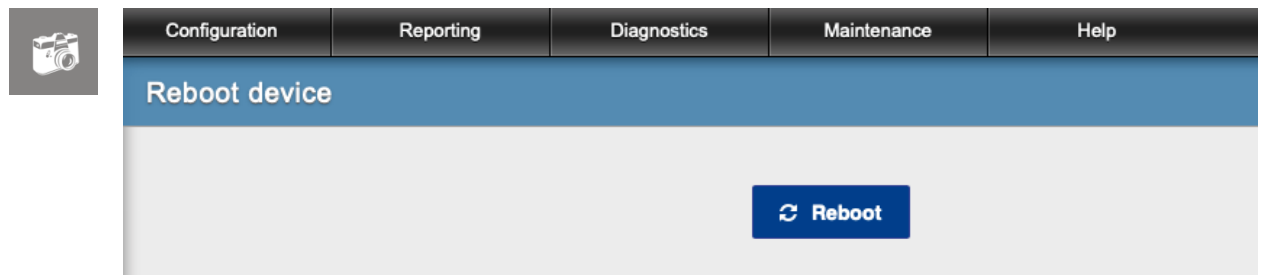 Configuration Reporting Diagnostics Maintenance Help
Reboot device
Reboot